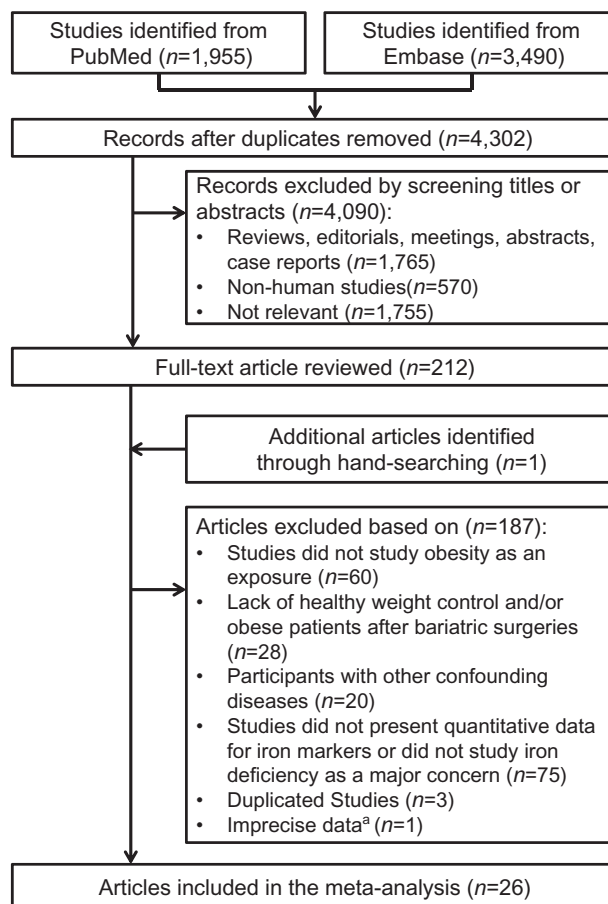 Studies identified from
PubMed (n=1,955)
Studies identified from
Embase (n=3,490)
Records after duplicates removed (n=4,302)
Records excluded by screening titles or
abstracts (n=4,090):
• Reviews, editorials, meetings, abstracts,
case reports (n=1,765)
• Non-human studies(n=570)
• Not relevant (n=1,755)
Full-text article reviewed (n=212)
Additional articles identified
through hand-searching (n=1)
Articles excluded based on (n=187):
• Studies did not study obesity as an
exposure (n=60)
• Lack of healthy weight control and/or
obese patients after bariatric surgeries
(n=28)
• Participants with other confounding
diseases (n=20)
• Studies did not present quantitative data
for iron markers or did not study iron
deficiency as a major concern (n=75)
• Duplicated Studies (n=3)
• Imprecise dataᵃ (n=1)
Articles included in the meta-analysis (n=26)